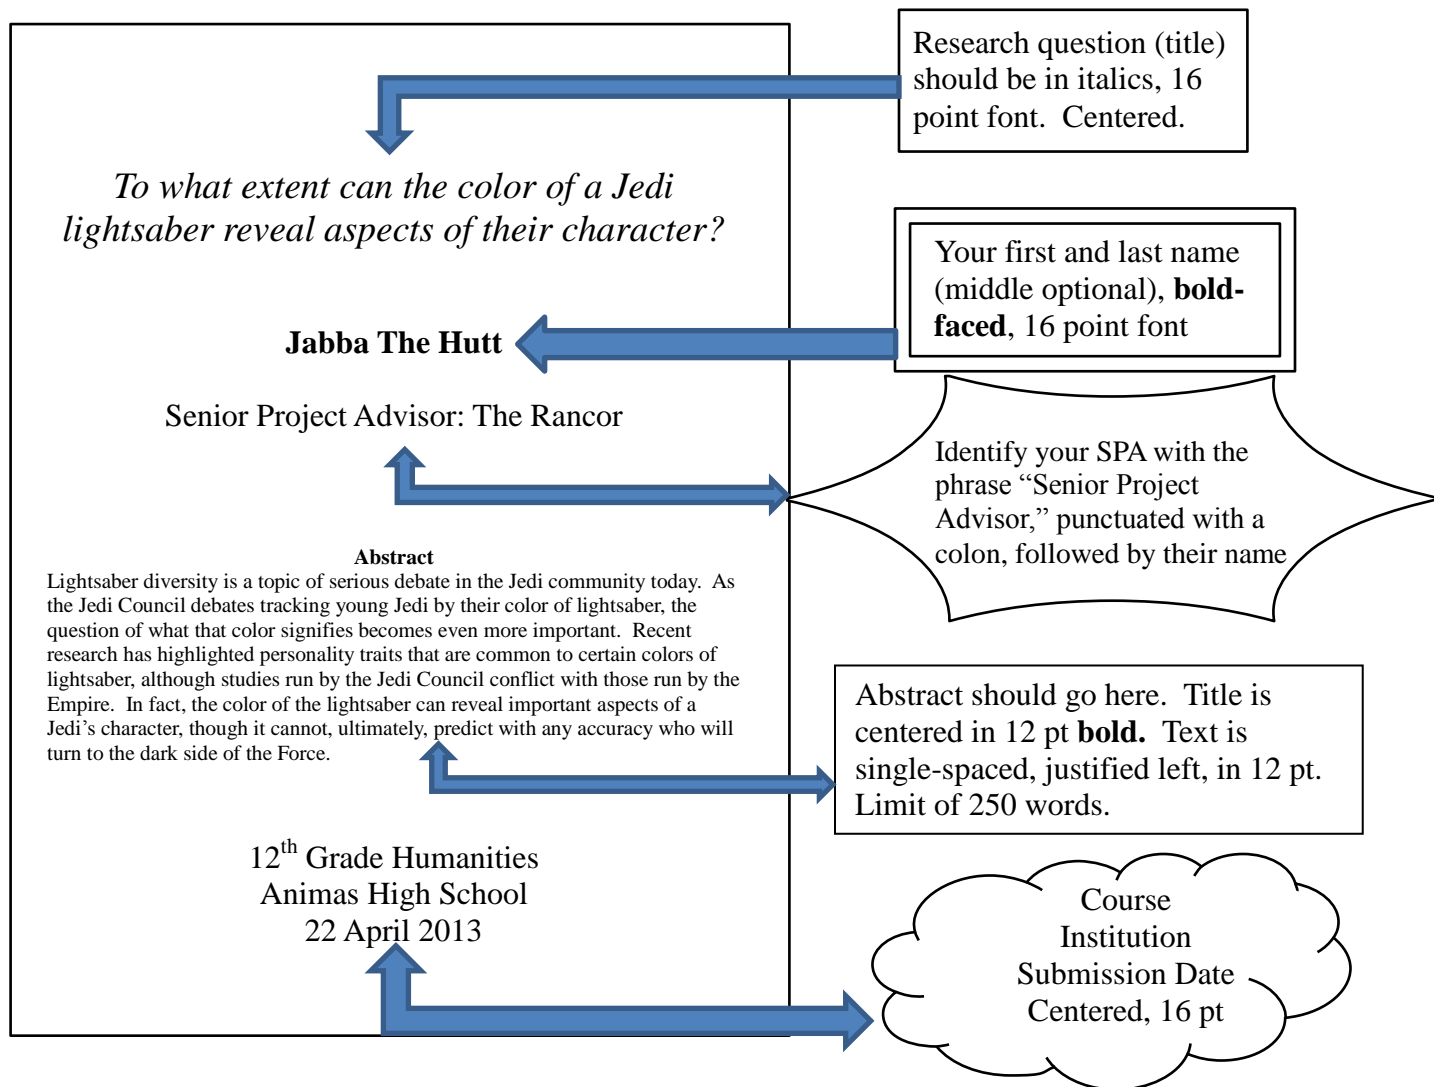 Research question (title)
should be in italics, 16
point font.  Centered.
To what extent can the color of a Jedi
lightsaber reveal aspects of their character?
Your first and last name
(middle optional), bold-
faced, 16 point font
Jabba The Hutt
Senior Project Advisor: The Rancor
Identify your SPA with the
phrase “Senior Project
Advisor,” punctuated with a
colon, followed by their name
Abstract
Lightsaber diversity is a topic of serious debate in the Jedi community today.  As
the Jedi Council debates tracking young Jedi by their color of lightsaber, the
question of what that color signifies becomes even more important.  Recent
research has highlighted personality traits that are common to certain colors of
lightsaber, although studies run by the Jedi Council conflict with those run by the
Empire.  In fact, the color of the lightsaber can reveal important aspects of a
Jedi’s character, though it cannot, ultimately, predict with any accuracy who will
turn to the dark side of the Force.
Abstract should go here.  Title is
centered in 12 pt bold.  Text is
single-spaced, justified left, in 12 pt.
Limit of 250 words.
12th Grade Humanities
Animas High School
22 April 2013
Course
Institution
Submission Date
Centered, 16 pt